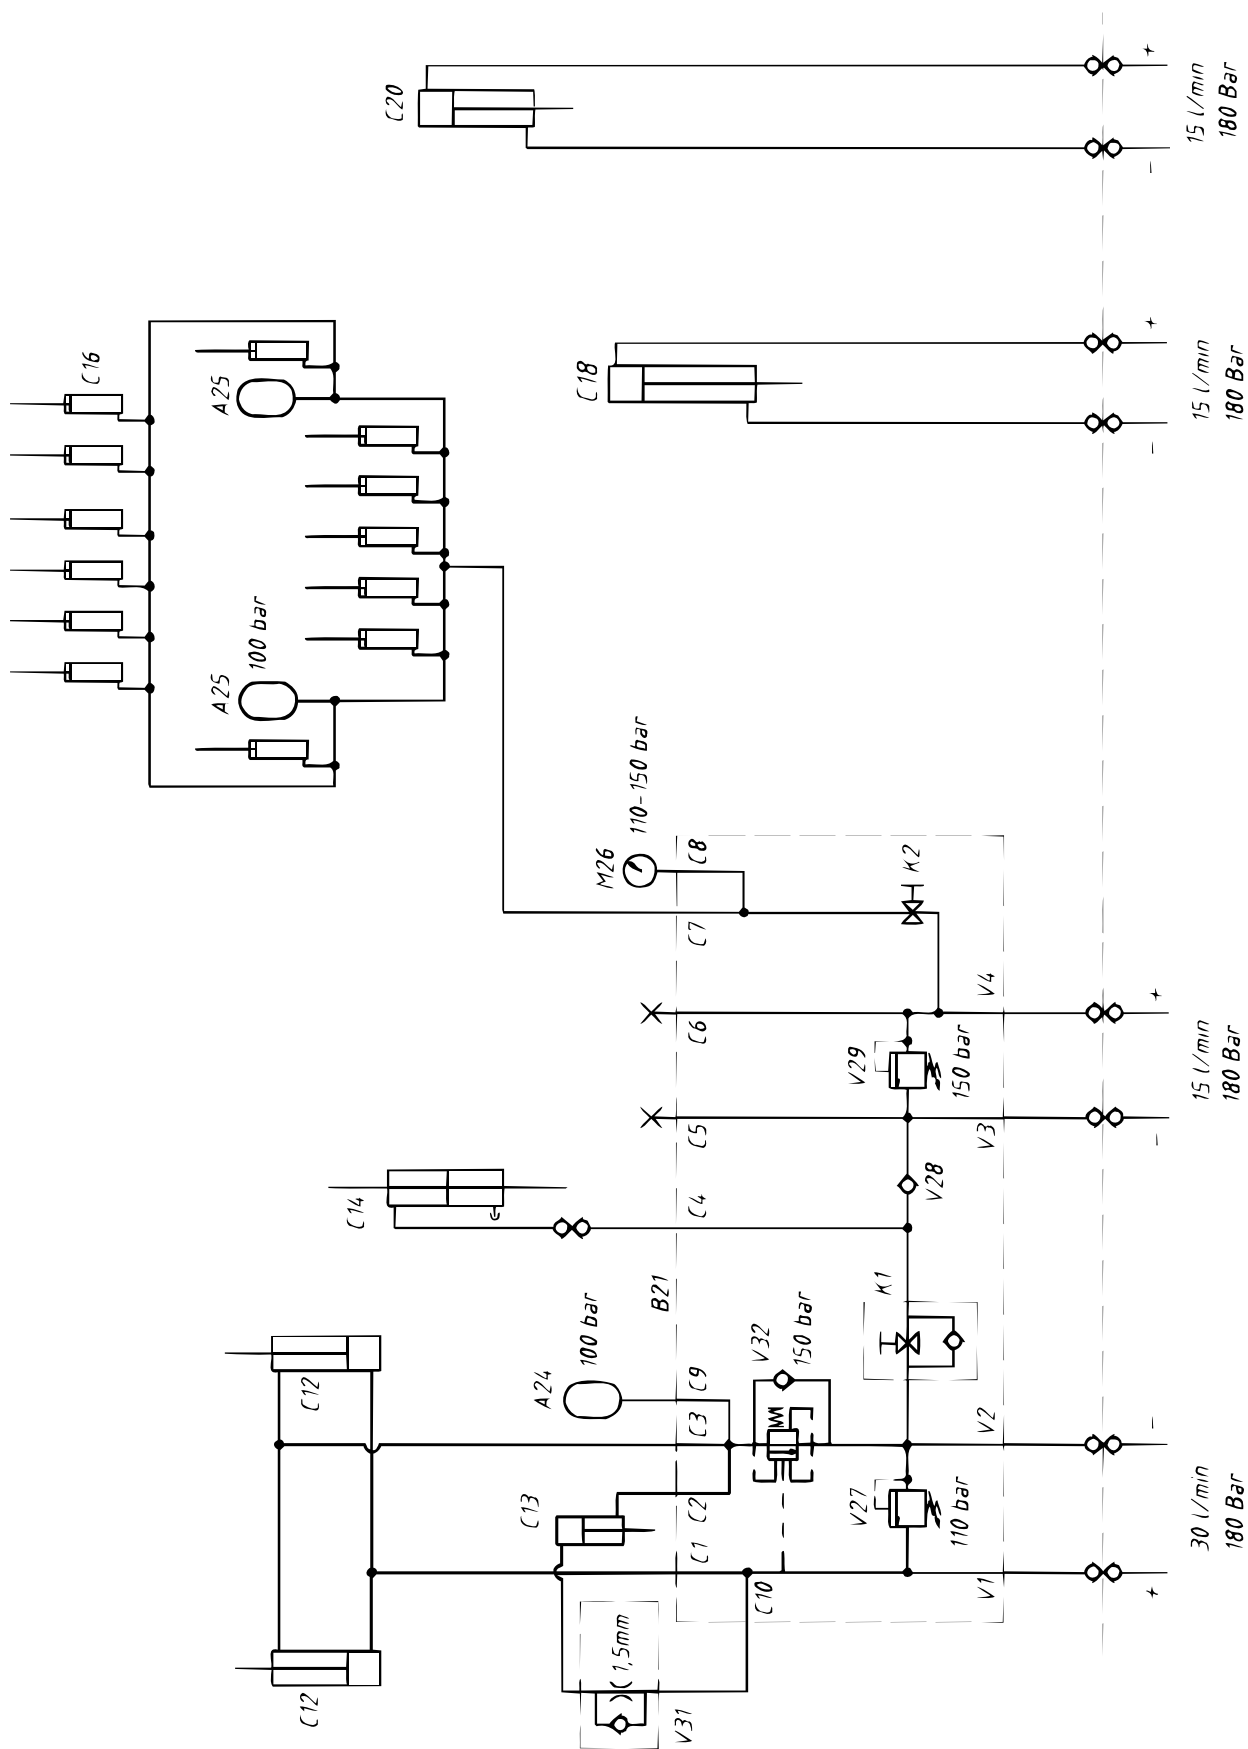 C20
+
15 l/min
180 Bar
-
C16
A25
C18
+
15 l/min
180 Bar
-
100 bar
A25
110-150 bar
M26
C8
K2
C7
V4
+
C6
V29
150 bar
15 l/min
180 Bar
C5
V3
-
C14
C4
V28
B21
K1
100 bar
V32
150 bar
C12
A24
C9
C3
V2
-
C13
C2
V27
110 bar
30 l/min
180 Bar
C1
C10
V1
+
1,5mm
C12
V31